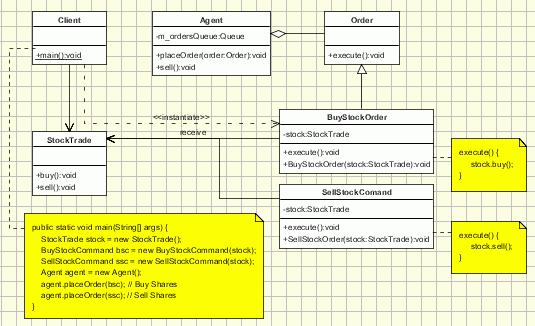 Client
+main():void
Agent
-m_ordersQueue:Queue
+placeOrder(order:Order):void
+sell():void
Order
+execute():void
<<instantiate>>
receive
BuyStockOrder
-stock:StockTrade
+execute():void
+BuyStockOrder(stock:StockTrade):void
execute() {
stock.buy();
}
StockTrade
+buy():void
+sell():void
SellStockComand
-stock:StockTrade
+execute():void
+SellStockOrder(stock:StockTrade):void
execute() {
stock.sell();
}
public static void main(String[] args) {
StockTrade stock = new StockTrade();
BuyStockCommand bsc = new BuyStockCommand(stock);
SellStockCommand ssc = new SellStockCommand(stock);
Agent agent = new Agent();
agent.placeOrder(bsc); // Buy Shares
agent.placeOrder(ssc); // Sell Shares
}